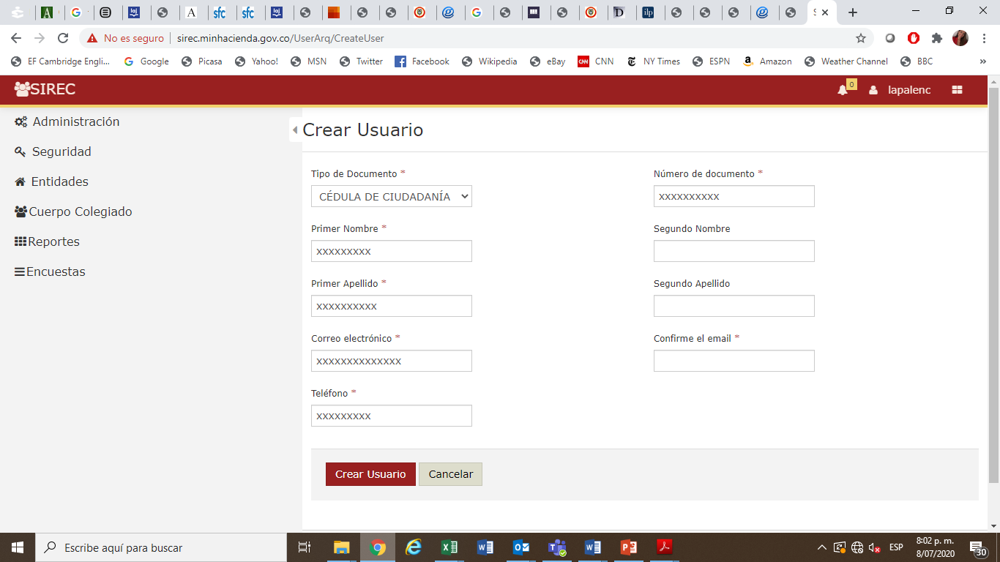 No es seguro | sirec.minhacienda.gov.co/UserArq/CreateUser
EF Cambridge Engli... Google Picasa Yahoo! MSN Twitter Facebook Wikipedia eBay CNN NY Times ESPN Amazon Weather Channel BBC »
SIREC 0 lapalenc
Administración
Seguridad
Entidades
Cuerpo Colegiado
Reportes
Encuestas
Crear Usuario
Tipo de Documento * Número de documento *
CÉDULA DE CIUDADANÍA xxxxxxxxxx
Primer Nombre * Segundo Nombre
xxxxxxxxx
Primer Apellido * Segundo Apellido
xxxxxxxxxx
Correo electrónico * Confirme el email *
xxxxxxxxxxxxxx
Teléfono *
xxxxxxxxx
Crear Usuario Cancelar
Escribe aquí para buscar ESP 8:02 p. m.
8/07/2020 30